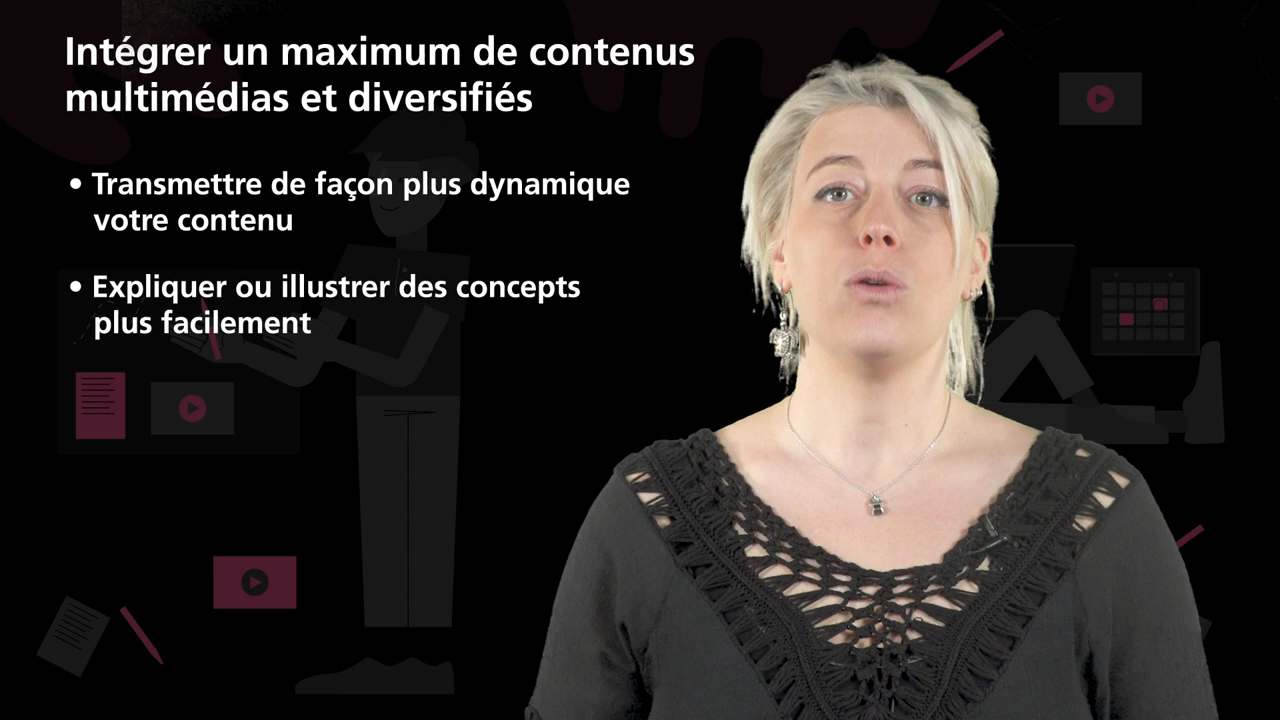 Intégrer un maximum de contenus
multimédias et diversifiés
• Transmettre de façon plus dynamique
votre contenu
• Expliquer ou illustrer des concepts
plus facilement